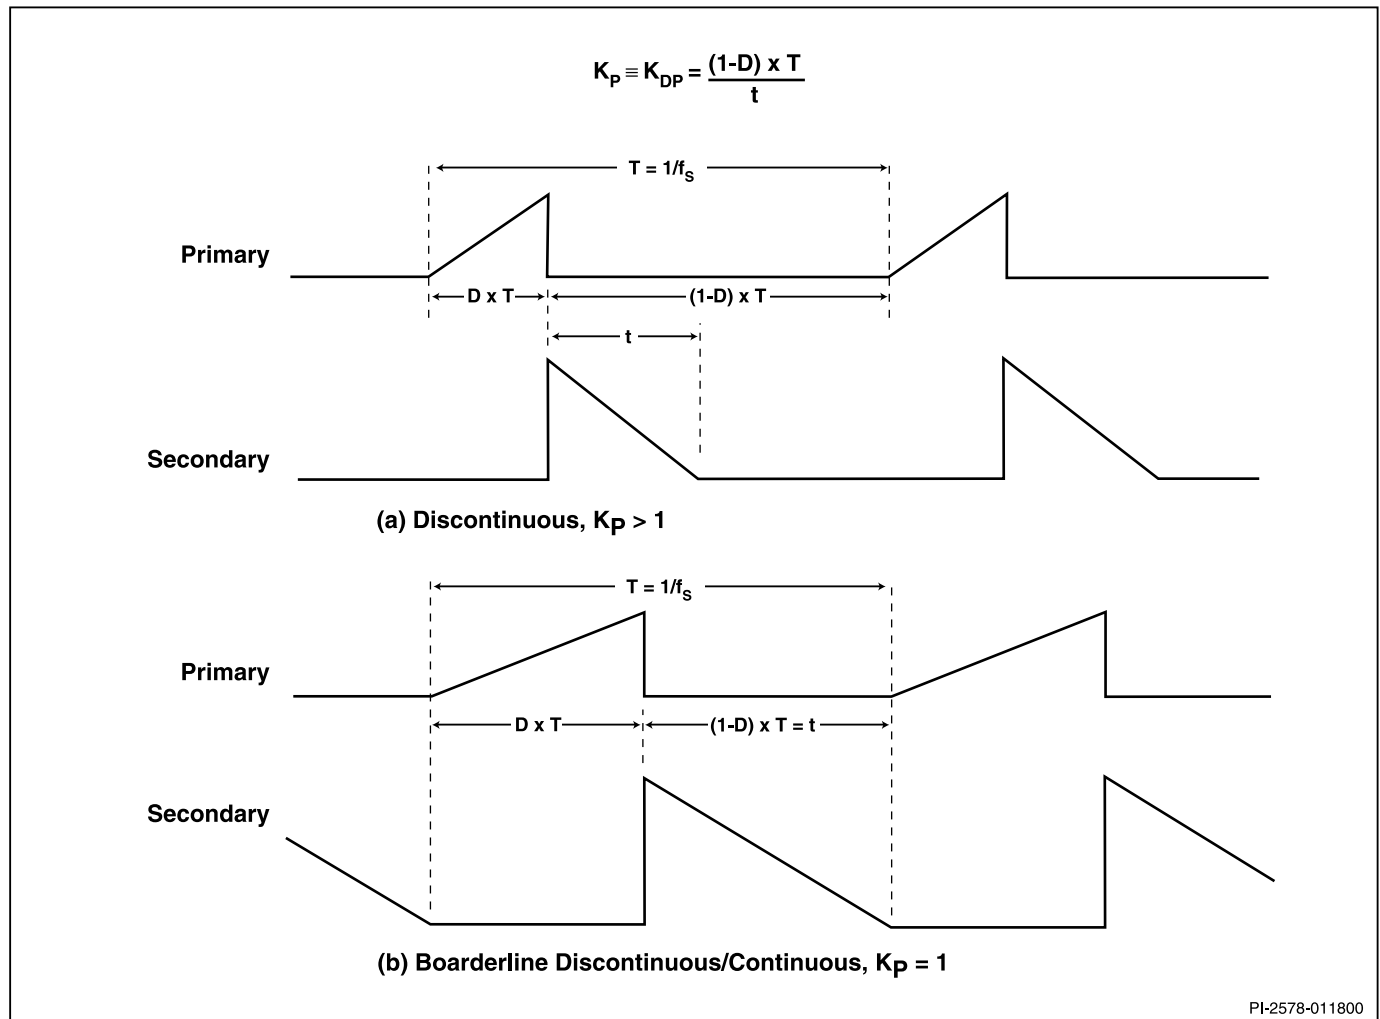 K_P ≡ K_DP = (1-D) x T / t
T = 1/f_S
Primary
D x T
(1-D) x T
t
Secondary
(a) Discontinuous, K_P > 1
T = 1/f_S
Primary
D x T
(1-D) x T = t
Secondary
(b) Boarderline Discontinuous/Continuous, K_P = 1
PI-2578-011800